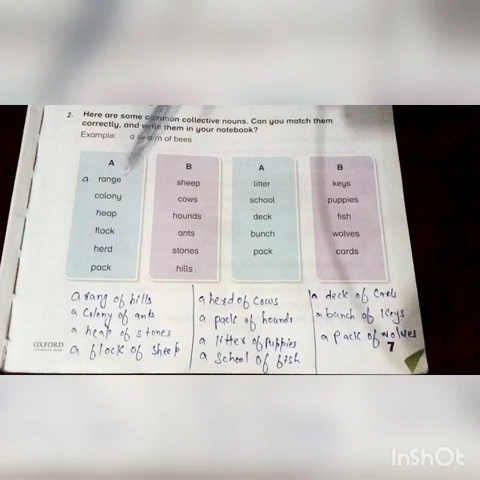 2. Here are some common collective nouns. Can you match them
correctly, and write them in your notebook?
Example: a swarm of bees
A
a range
colony
heap
flock
herd
pack
B
sheep
cows
hounds
ants
stones
hills
A
litter
school
deck
bunch
pack
B
keys
puppies
fish
wolves
cards
a rang of hills
a colony of ants
a heap of stones
a flock of sheep
a herd of cows
a pack of hounds
a litter of puppies
a school of fish
a deck of cards
a bunch of keys
a pack of wolves
OXFORD
7
InShOt